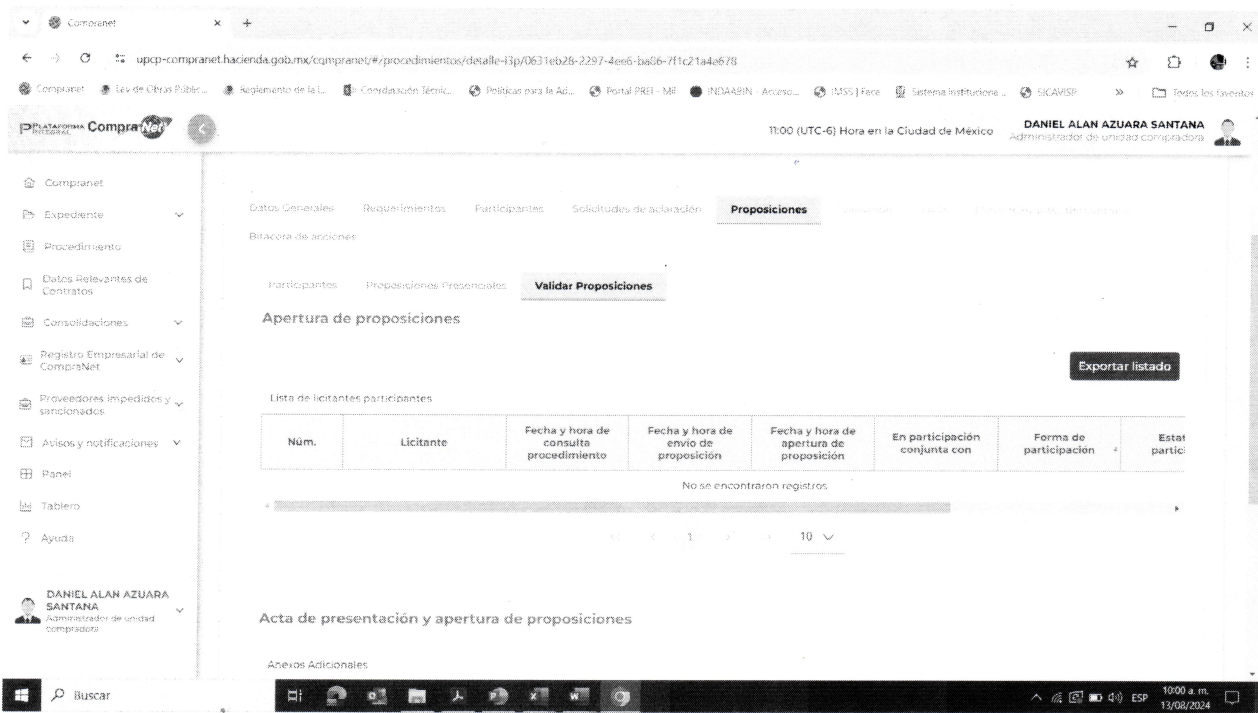 Compranet
upcp-compranet.hacienda.gob.mx/compranet/#/procedimientos/detalle-l3p/0631eb28-2297-4ee6-ba06-7f1c21a4e678
Compranet
Ley de Obras Públic...
Reglamento de la L...
Coordinación Técnic...
Políticas para la Ad...
Portal PREI - Mil
INDAABIN - Acceso...
IMSS | Face
Sistema Instituciona...
SICAVISP
»
Todos los favoritos
PLATAFORMA INTEGRAL CompraNet
11:00 (UTC-6) Hora en la Ciudad de México
DANIEL ALAN AZUARA SANTANA
Administrador de unidad compradora
Compranet
Expediente
Procedimiento
Datos Relevantes de
Contratos
Consolidaciones
Registro Empresarial de
CompraNet
Proveedores impedidos y
sancionados
Avisos y notificaciones
Panel
Tablero
Ayuda
DANIEL ALAN AZUARA
SANTANA
Administrador de unidad
compradora
Datos Generales Requerimientos Participantes Solicitudes de aclaración Proposiciones
Bitácora de acciones
Participantes Proposiciones Presenciales Validar Proposiciones
Apertura de proposiciones
Exportar listado
Lista de licitantes participantes
Núm. Licitante
Fecha y hora de
consulta
procedimiento
Fecha y hora de
envío de
proposición
Fecha y hora de
apertura de
proposición
En participación
conjunta con
Forma de
participación
Estat
partici
No se encontraron registros
1
10
Acta de presentación y apertura de proposiciones
Anexos Adicionales
Buscar
ESP
10:00 a. m.
13/08/2024